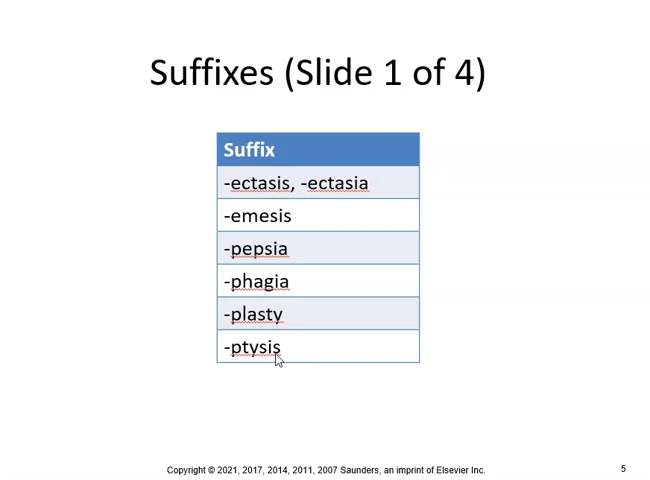 Suffixes (Slide 1 of 4)
Suffix
-ectasis, -ectasia
-emesis
-pepsia
-phagia
-plasty
-ptysis
Copyright © 2021, 2017, 2014, 2011, 2007 Saunders, an imprint of Elsevier Inc.
5